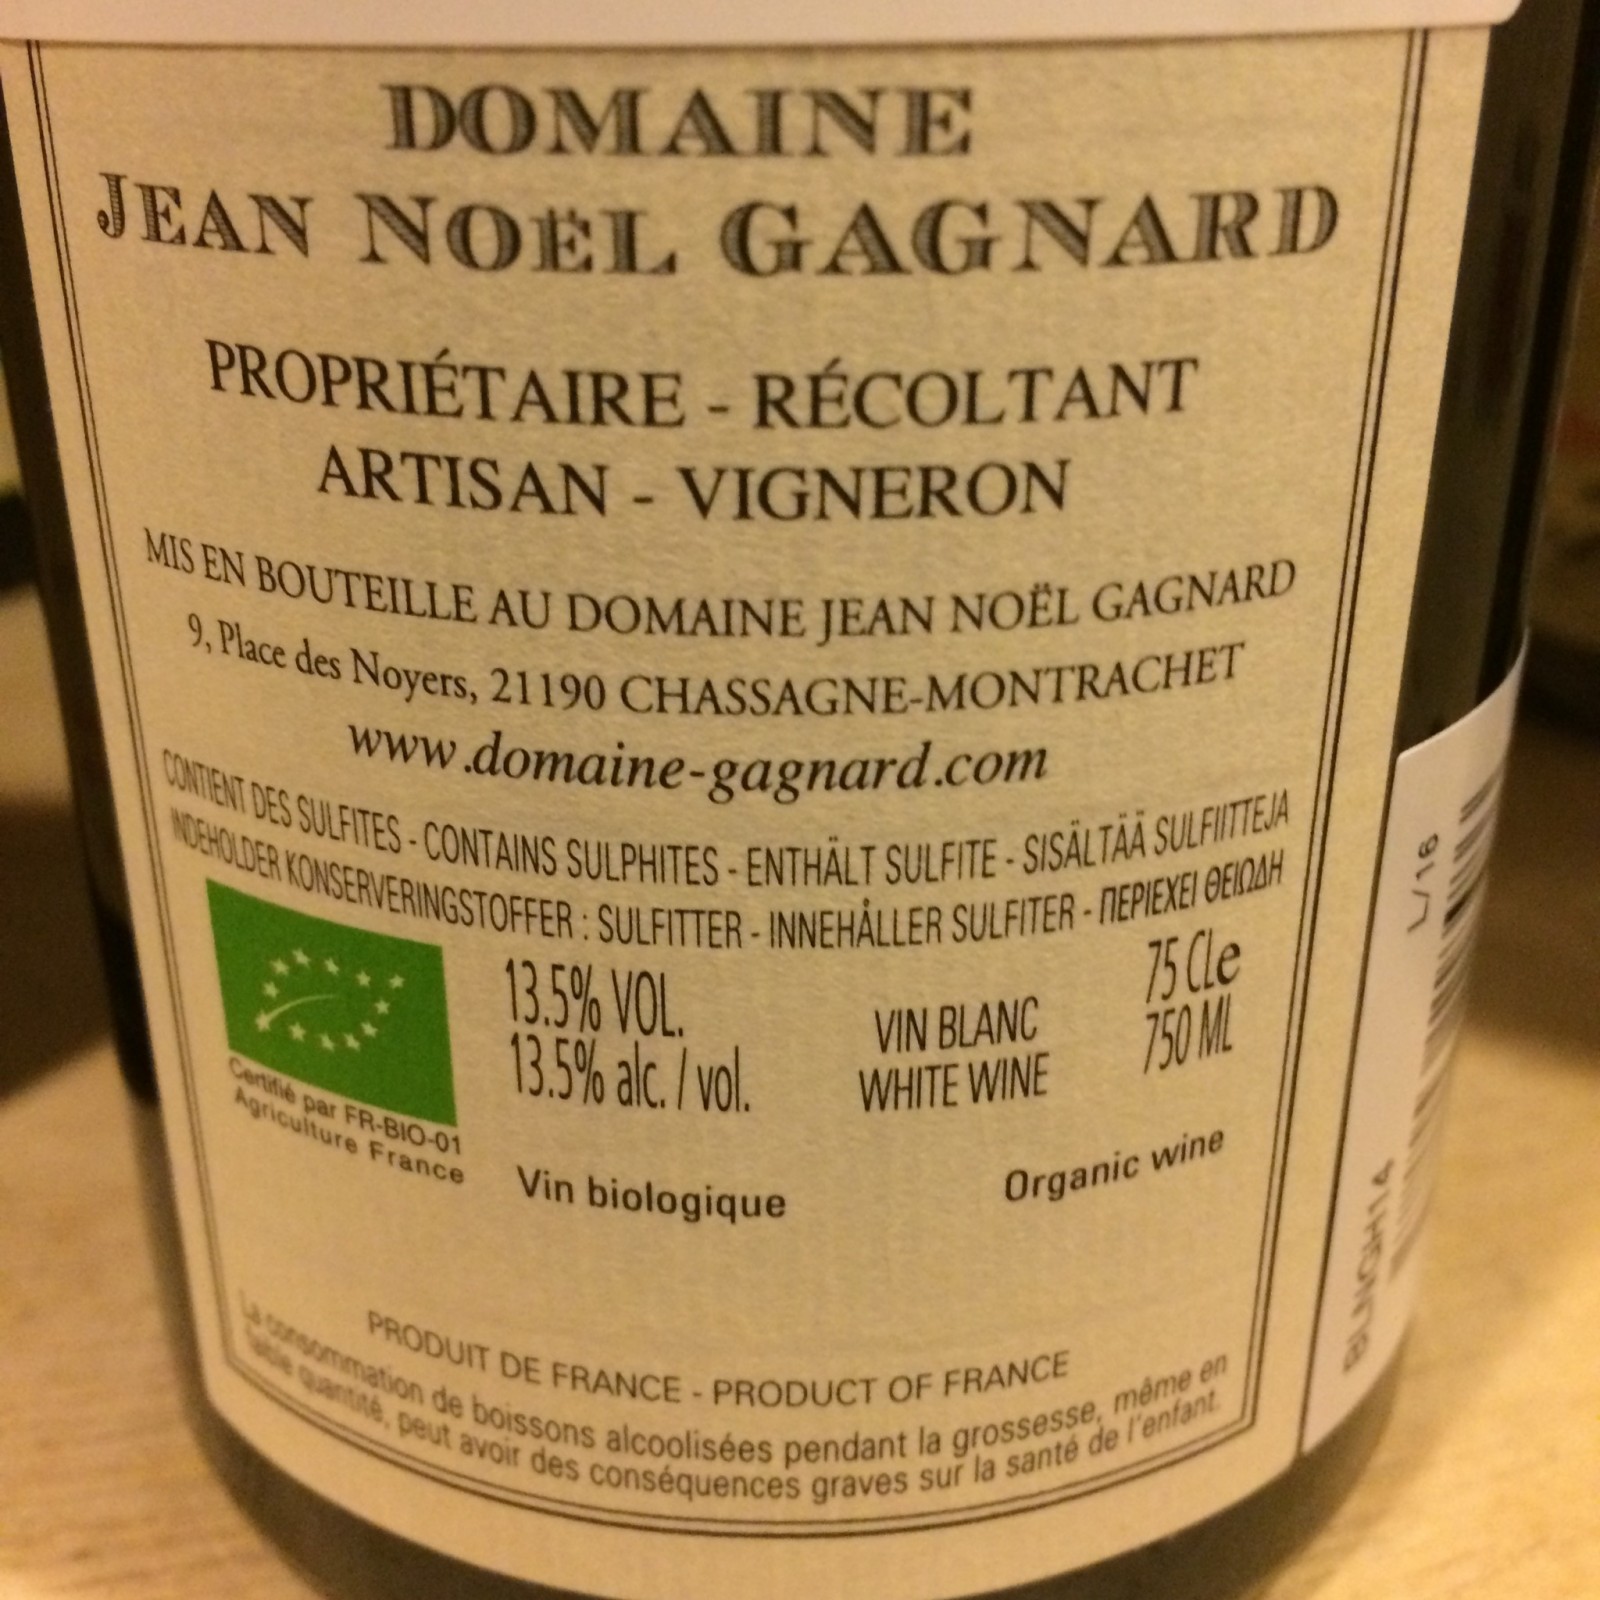 DOMAINE
JEAN NOËL GAGNARD
PROPRIÉTAIRE - RÉCOLTANT
ARTISAN - VIGNERON
MIS EN BOUTEILLE AU DOMAINE JEAN NOËL GAGNARD
9, Place des Noyers, 21190 CHASSAGNE-MONTRACHET
www.domaine-gagnard.com
CONTIENT DES SULFITES - CONTAINS SULPHITES - ENTHÄLT SULFITE - SISÄLTÄÄ SULFIITTEJA
INDEHOLDER KONSERVERINGSTOFFER : SULFITTER - INNEHÅLLER SULFITER - ΠΕΡΙΕΧΕΙ ΘΕΙΩΔΗ
13.5% VOL.
13.5% alc. / vol.
VIN BLANC
WHITE WINE
75 CLe
750 ML
Certifié par FR-BIO-01
Agriculture France
Vin biologique
Organic wine
PRODUIT DE FRANCE - PRODUCT OF FRANCE
La consommation de boissons alcoolisées pendant la grossesse, même en
faible quantité, peut avoir des conséquences graves sur la santé de l'enfant.
L/16